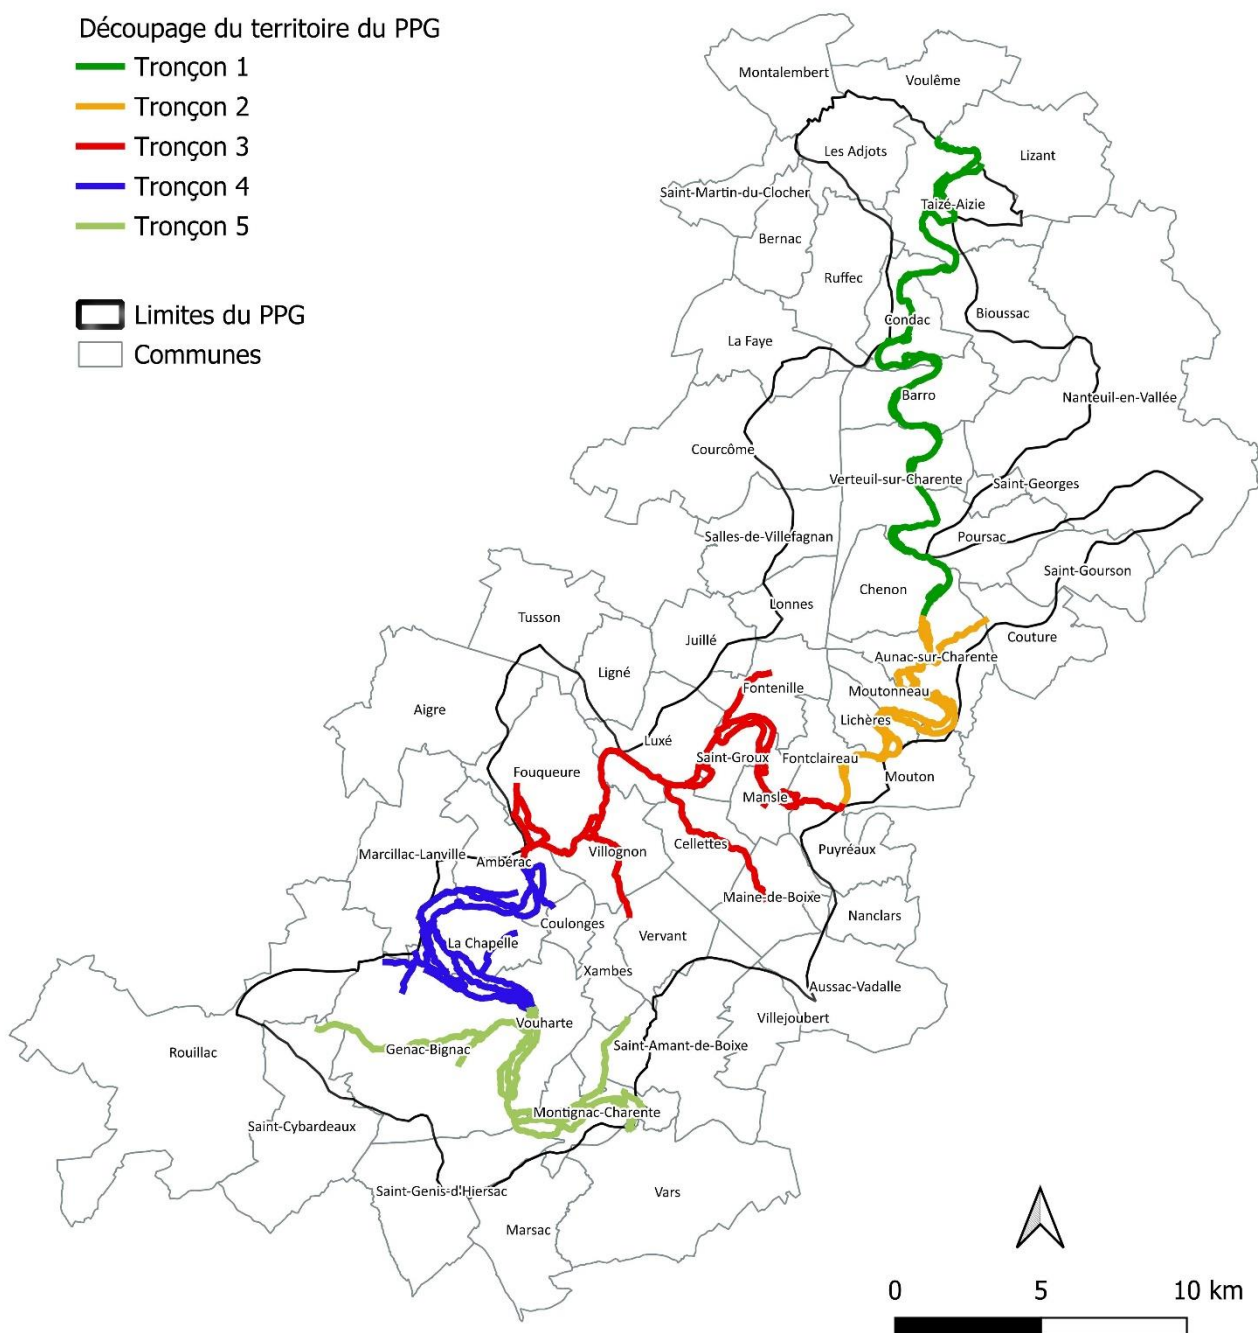 Découpage du territoire du PPG
Tronçon 1
Tronçon 2
Tronçon 3
Tronçon 4
Tronçon 5
Limites du PPG
Communes
Montalembert
Voulême
Les Adjots
Lizant
Saint-Martin-du-Clocher
Taizé-Aizie
Bernac
Ruffec
Bioussac
Condac
La Faye
Barro
Nanteuil-en-Vallée
Courcôme
Verteuil-sur-Charente
Saint-Georges
Salles-de-Villefagnan
Poursac
Saint-Gourson
Chenon
Lonnes
Tusson
Juillé
Couture
Aunac-sur-Charente
Ligné
Fontenille
Moutonneau
Aigre
Lichères
Luxé
Saint-Groux
Fontclaireau
Fouqueure
Mouton
Mansle
Cellettes
Puyréaux
Marcillac-Lanville
Ambérac
Villognon
Maine-de-Boixe
Nanclars
Coulonges
La Chapelle
Vervant
Xambes
Aussac-Vadalle
Vouharte
Villejoubert
Rouillac
Genac-Bignac
Saint-Amant-de-Boixe
Montignac-Charente
Saint-Cybardeaux
Saint-Genis-d'Hiersac
Vars
Marsac
0 5 10 km